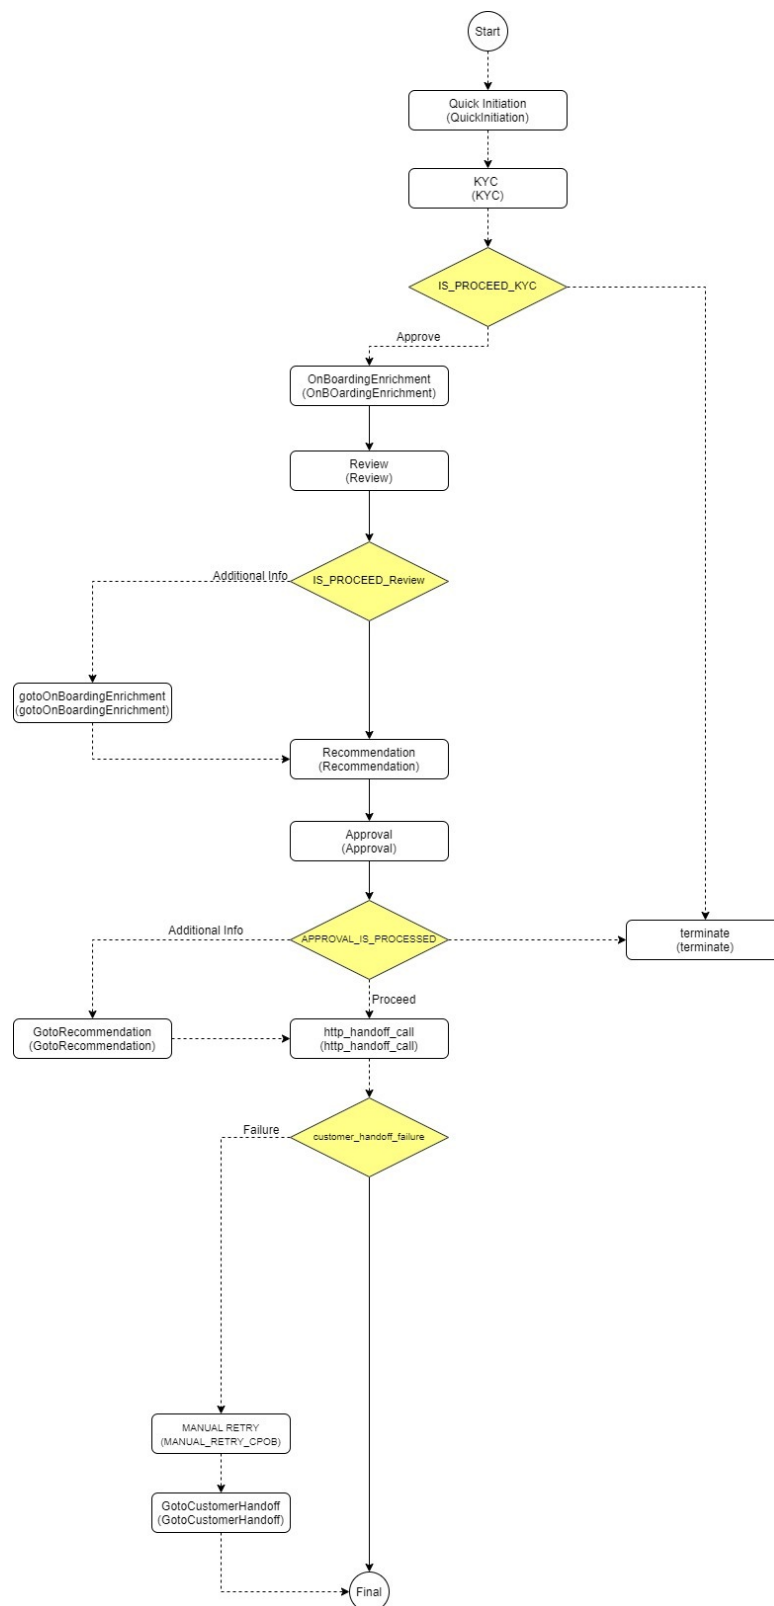 Start
Quick Initiation
(QuickInitiation)
KYC
(KYC)
IS_PROCEED_KYC
Approve
OnBoardingEnrichment
(OnBOardingEnrichment)
Review
(Review)
IS_PROCEED_Review
Additional Info
gotoOnBoardingEnrichment
(gotoOnBoardingEnrichment)
Recommendation
(Recommendation)
Approval
(Approval)
APPROVAL_IS_PROCESSED
Additional Info
terminate
(terminate)
Proceed
GotoRecommendation
(GotoRecommendation)
http_handoff_call
(http_handoff_call)
customer_handoff_failure
Failure
MANUAL RETRY
(MANUAL_RETRY_CPOB)
GotoCustomerHandoff
(GotoCustomerHandoff)
Final